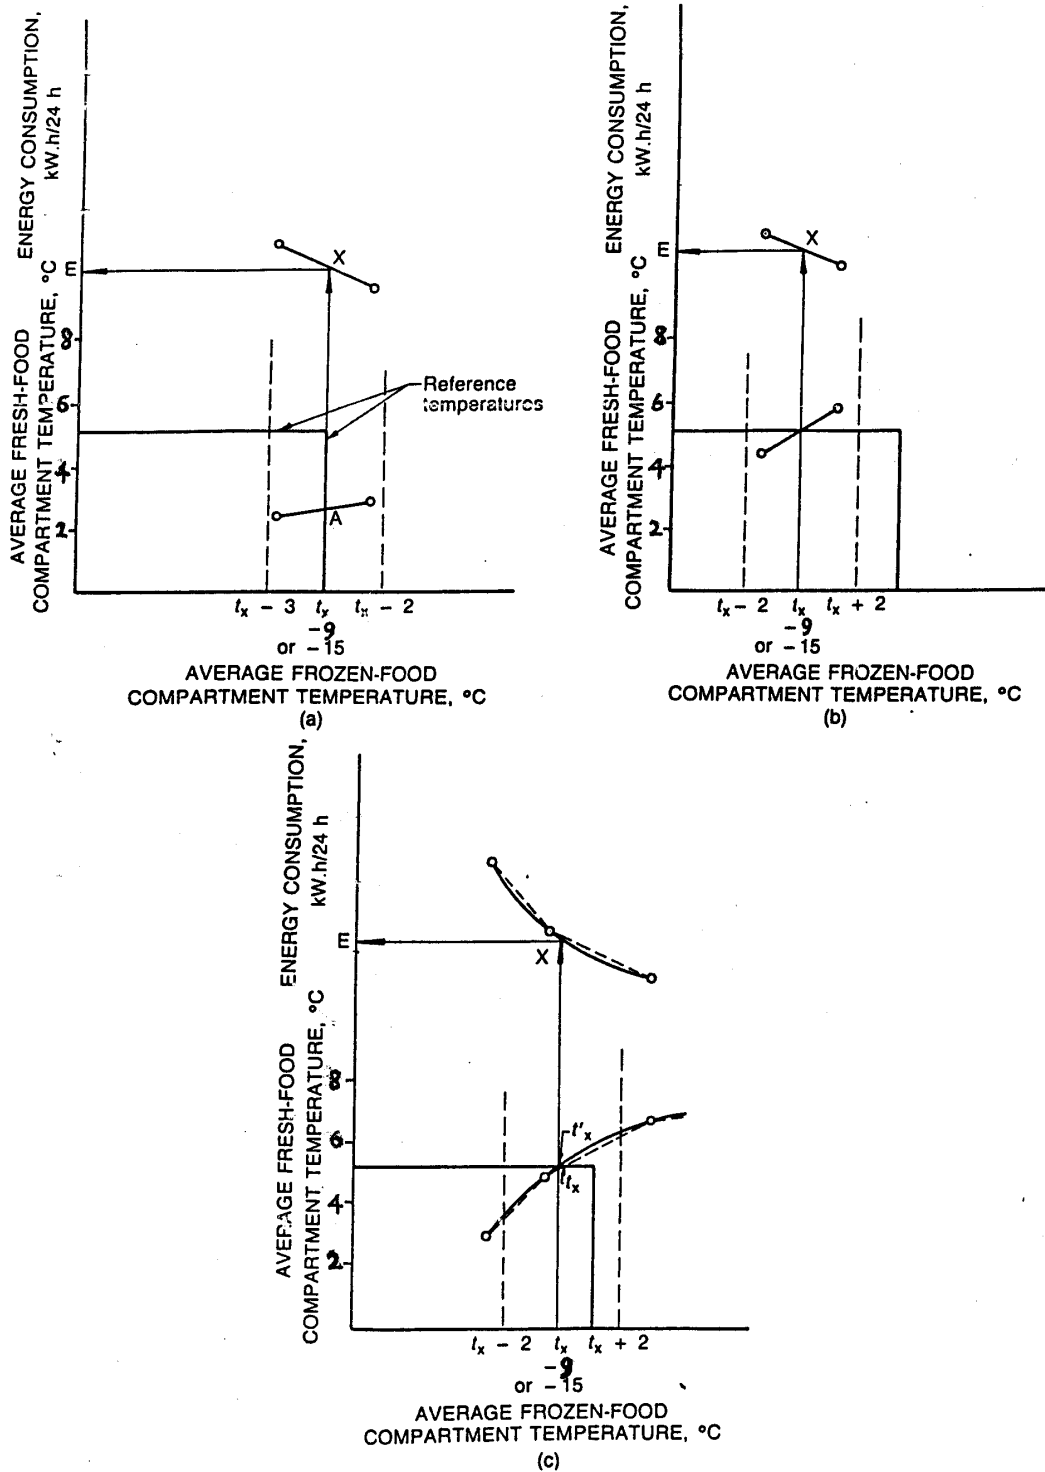 ENERGY CONSUMPTION,
kW.h/24 h
AVERAGE FRESH-FOOD
COMPARTMENT TEMPERATURE, °C
E
8
6
4
2
X
Reference
temperatures
A
tx - 3 tx tx - 2
-9
or -15
AVERAGE FROZEN-FOOD
COMPARTMENT TEMPERATURE, °C
(a)
ENERGY CONSUMPTION,
kW.h/24 h
AVERAGE FRESH-FOOD
COMPARTMENT TEMPERATURE, °C
E
8
6
4
2
X
tx - 2 tx tx + 2
-9
or -15
AVERAGE FROZEN-FOOD
COMPARTMENT TEMPERATURE, °C
(b)
ENERGY CONSUMPTION,
kW.h/24 h
AVERAGE FRESH-FOOD
COMPARTMENT TEMPERATURE, °C
E
8
6
4
2
X
t'x
tx
tx - 2 tx tx + 2
-9
or -15
AVERAGE FROZEN-FOOD
COMPARTMENT TEMPERATURE, °C
(c)